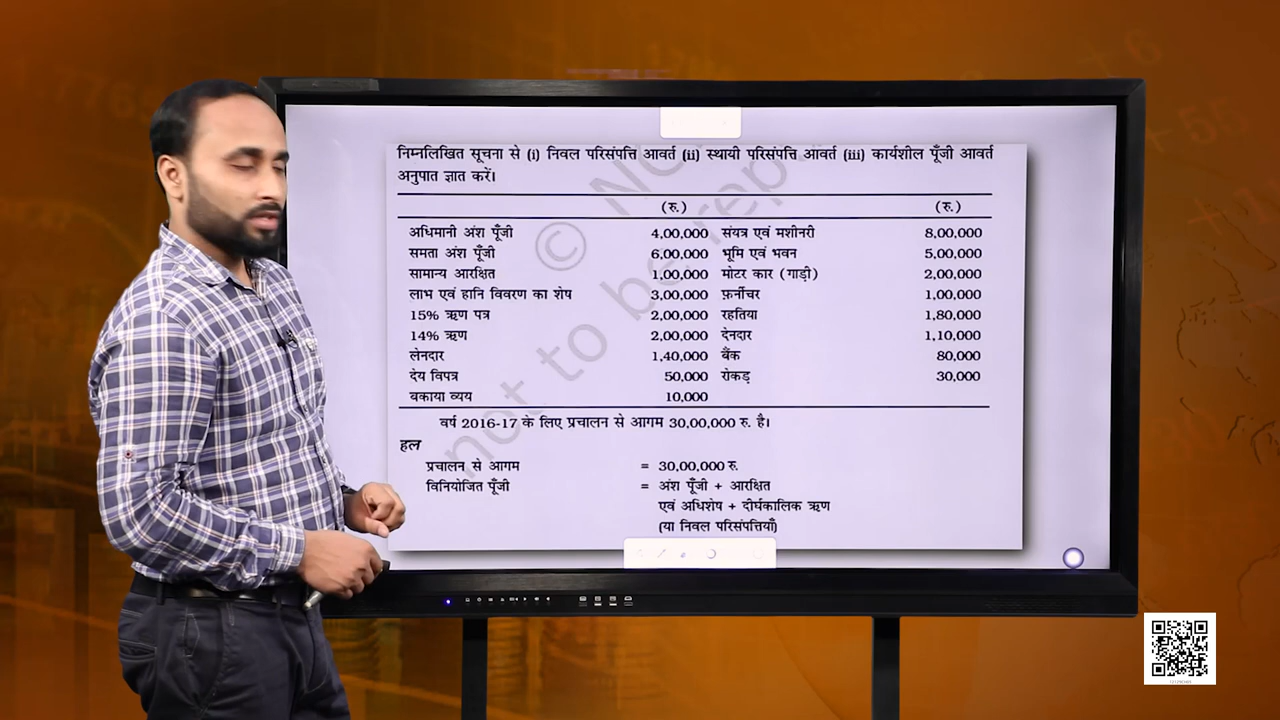 निम्नलिखित सूचना से (i) निवल परिसंपत्ति आवर्त (ii) स्थायी परिसंपत्ति आवर्त (iii) कार्यशील पूँजी आवर्त
अनुपात ज्ञात करें।
(रु.) (रु.)
अधिमानी अंश पूँजी 4,00,000 संयत्र एवं मशीनरी 8,00,000
समता अंश पूँजी 6,00,000 भूमि एवं भवन 5,00,000
सामान्य आरक्षित 1,00,000 मोटर कार (गाड़ी) 2,00,000
लाभ एवं हानि विवरण का शेष 3,00,000 फ़र्नीचर 1,00,000
15% ऋण पत्र 2,00,000 रहतिया 1,80,000
14% ऋण 2,00,000 देनदार 1,10,000
लेनदार 1,40,000 बैंक 80,000
देय विपत्र 50,000 रोकड़ 30,000
बकाया व्यय 10,000
वर्ष 2016-17 के लिए प्रचालन से आगम 30,00,000 रु. है।
हल
प्रचालन से आगम = 30,00,000 रु.
विनियोजित पूँजी = अंश पूँजी + आरक्षित
एवं अधिशेष + दीर्घकालिक ऋण
(या निवल परिसंपत्तियाँ)
© NC
not to be rep